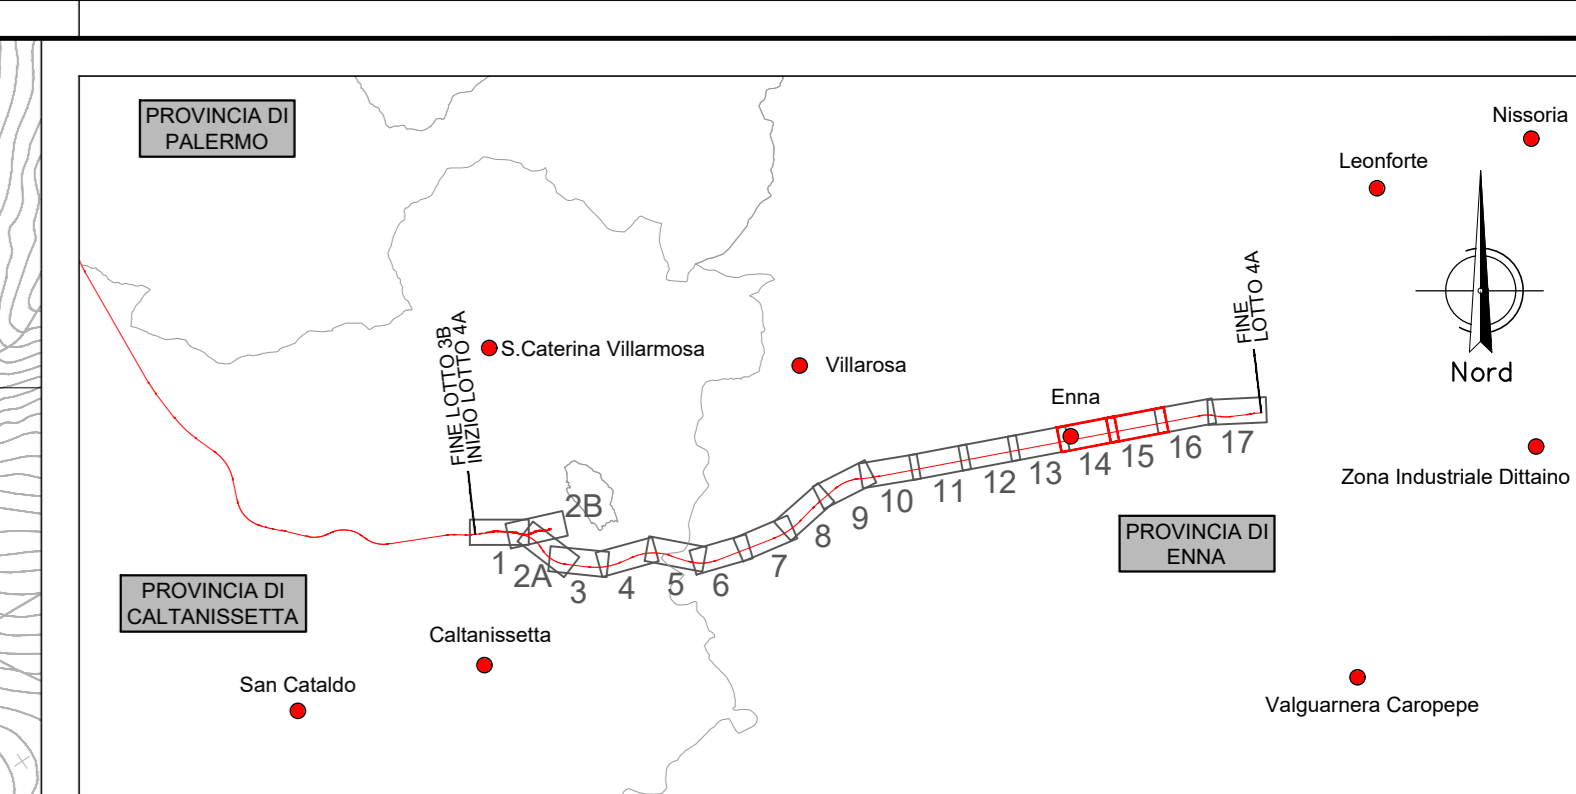 PROVINCIA DI
PALERMO
Nissoria
Leonforte
Nord
FINE LOTTO 3B
INIZIO LOTTO 4A
S.Caterina Villarmosa
Villarosa
FINE
LOTTO 4A
Enna
1
2A
2B
3
4
5
6
7
8
9
10
11
12
13
14
15
16
17
Zona Industriale Dittaino
PROVINCIA DI
ENNA
PROVINCIA DI
CALTANISSETTA
Caltanissetta
San Cataldo
Valguarnera Caropepe